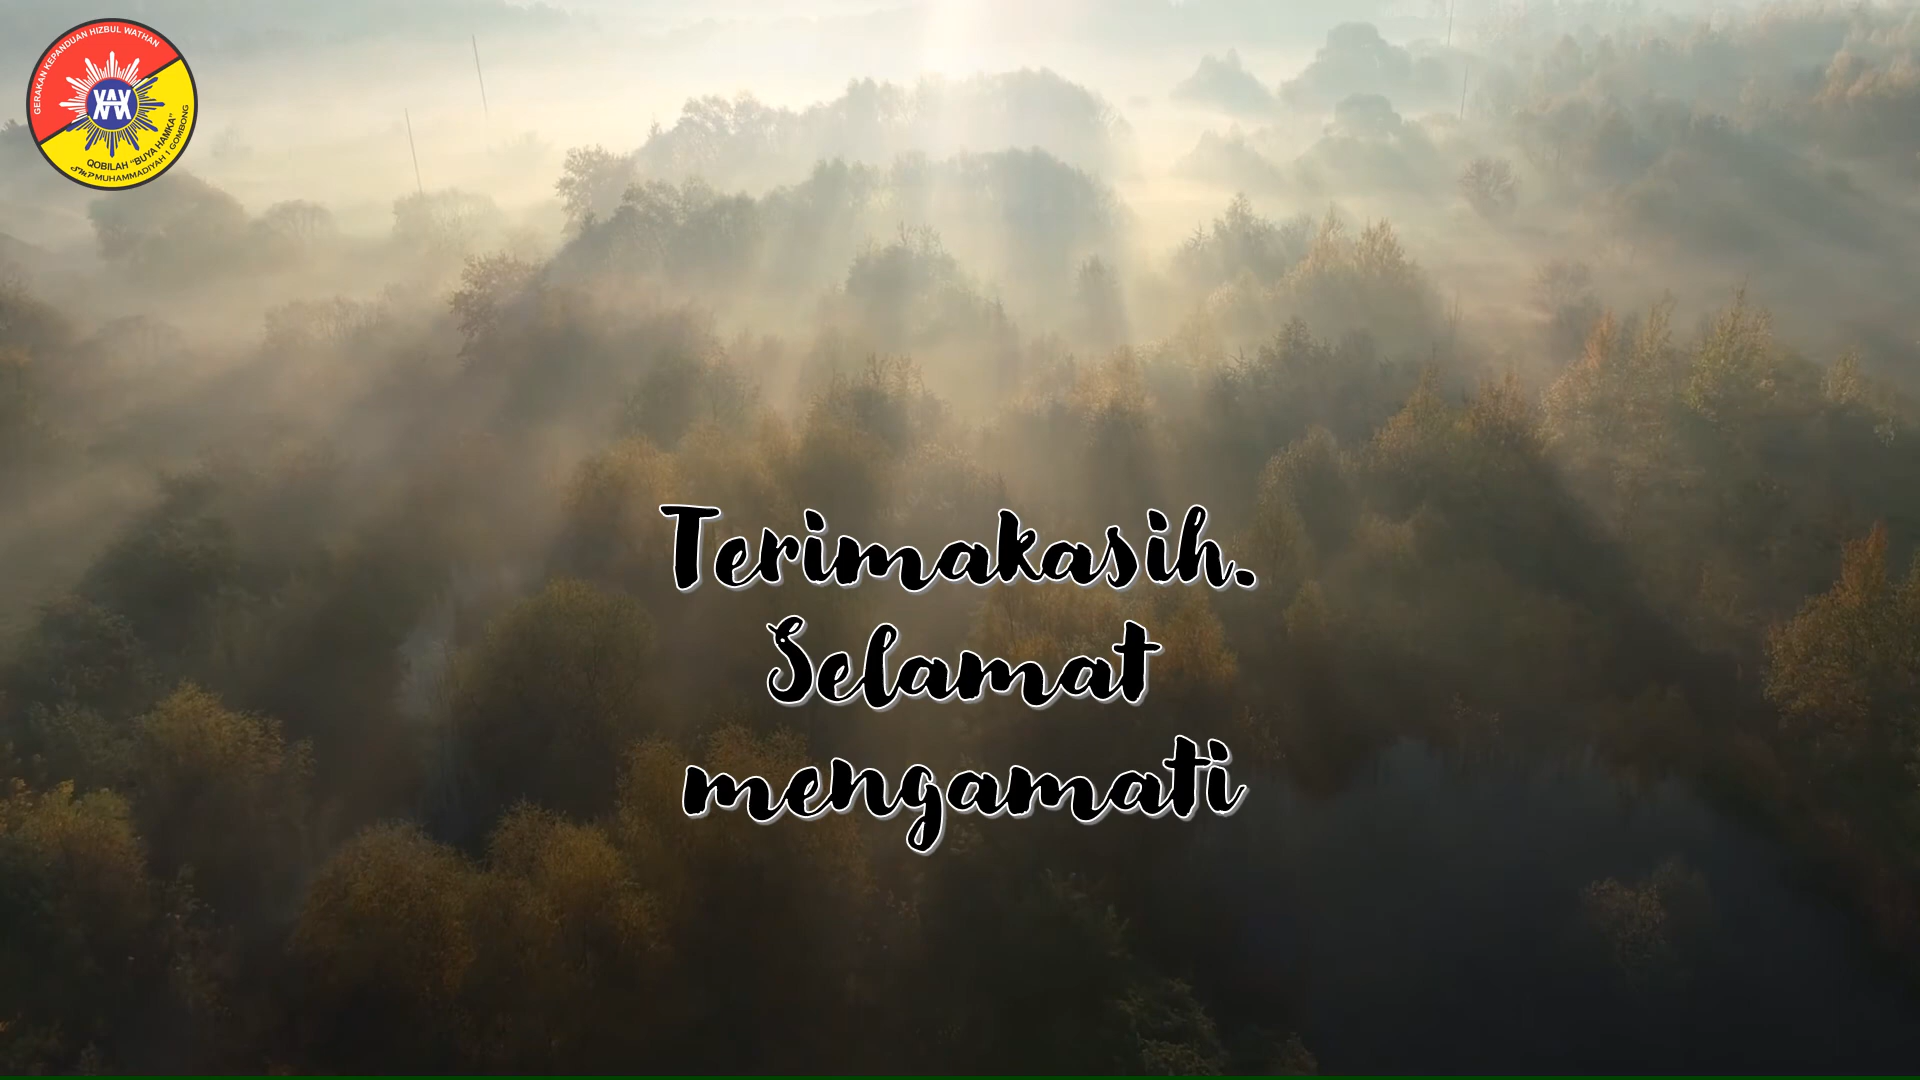 GERAKAN KEPANDUAN HIZBUL WATHAN
QOBILAH "BUYA HAMKA"
SMP MUHAMMADIYAH 1 GOMBONG
Terimakasih.
Selamat
mengamati